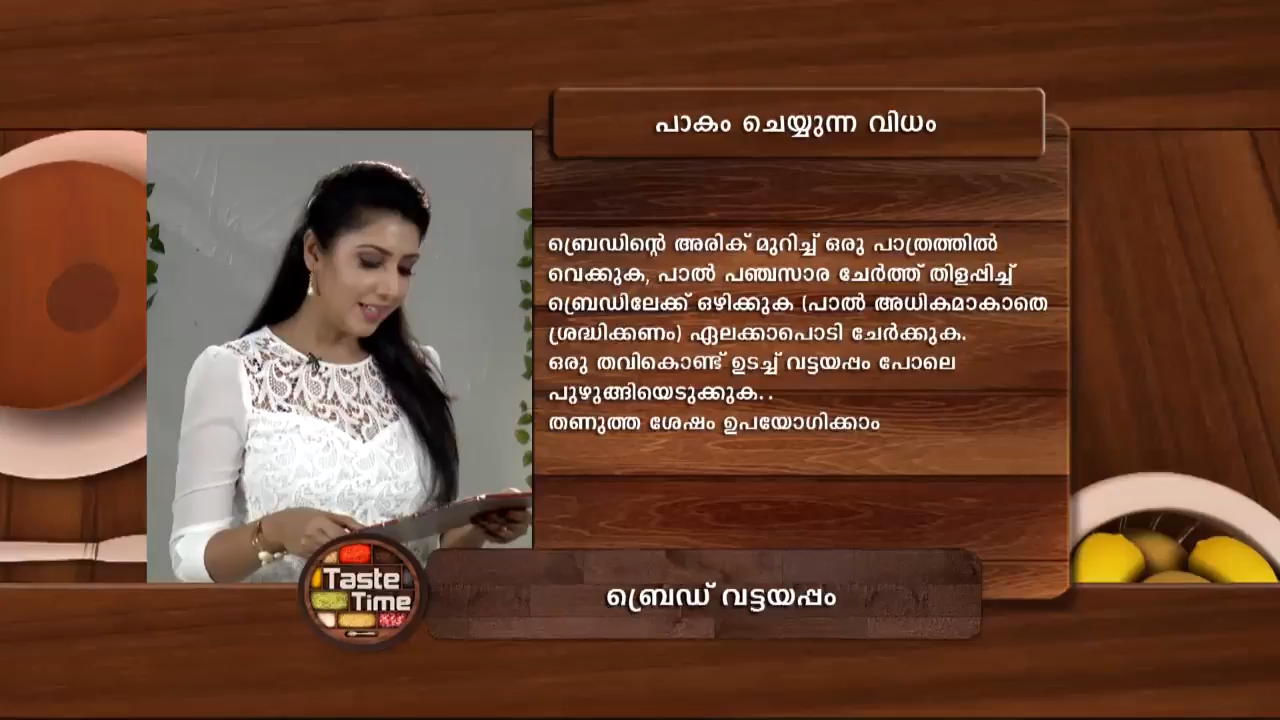 പാകം ചെയ്യുന്ന വിധം
ബ്രെഡിന്റെ അരിക് മുറിച്ച് ഒരു പാത്രത്തിൽ
വെക്കുക, പാൽ പഞ്ചസാര ചേർത്ത് തിളപ്പിച്ച്
ബ്രെഡിലേക്ക് ഒഴിക്കുക (പാൽ അധികമാകാതെ
ശ്രദ്ധിക്കണം) ഏലക്കാപൊടി ചേർക്കുക.
ഒരു തവികൊണ്ട് ഉടച്ച് വട്ടയപ്പം പോലെ
പുഴുങ്ങിയെടുക്കുക..
തണുത്ത ശേഷം ഉപയോഗിക്കാം
Taste
Time
ബ്രെഡ് വട്ടയപ്പം